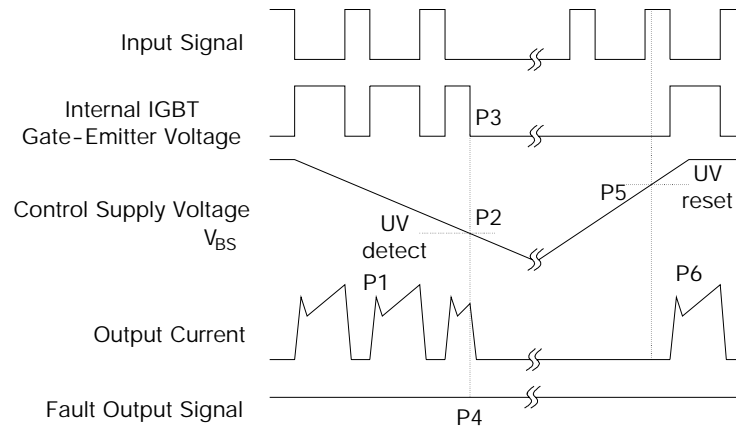 Input Signal
Internal IGBT
Gate-Emitter Voltage
P3
Control Supply Voltage
VBS
UV
detect
P2
P5
UV
reset
P1
P6
Output Current
Fault Output Signal
P4